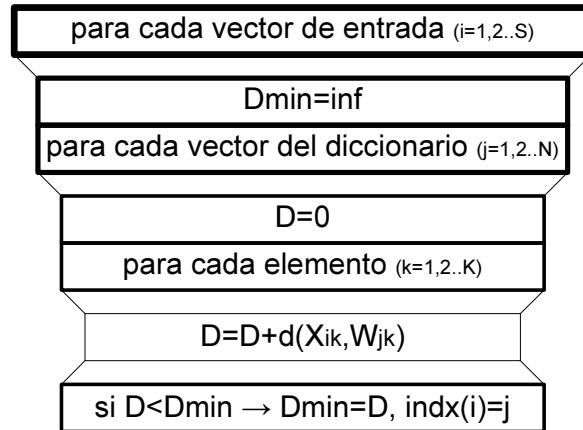 para cada vector de entrada (i=1,2..S)
Dmin=inf
para cada vector del diccionario (j=1,2..N)
D=0
para cada elemento (k=1,2..K)
D=D+d(Xik,Wjk)
si D<Dmin → Dmin=D, indx(i)=j